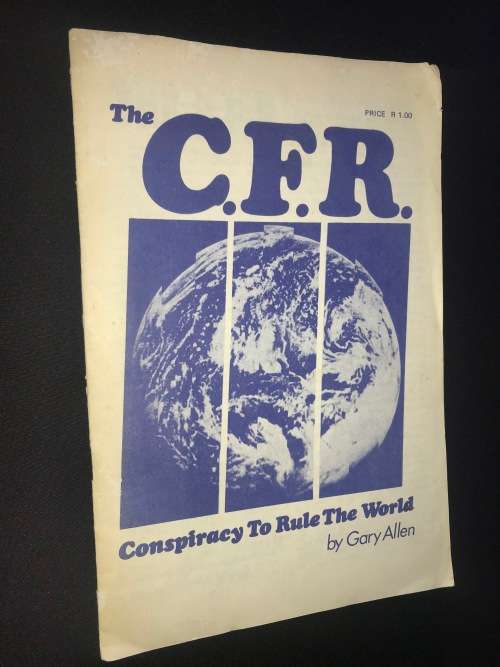 The
PRICE R 1.00
C.F.R.
Conspiracy To Rule The World
by Gary Allen